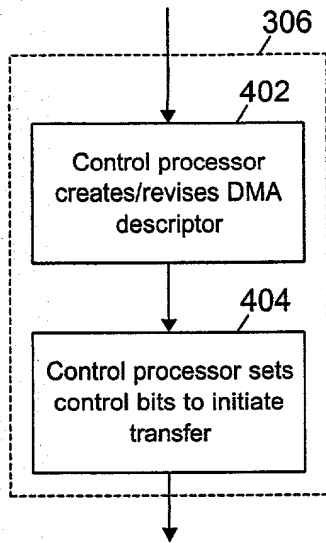 306
402
Control processor
creates/revises DMA
descriptor
404
Control processor sets
control bits to initiate
transfer